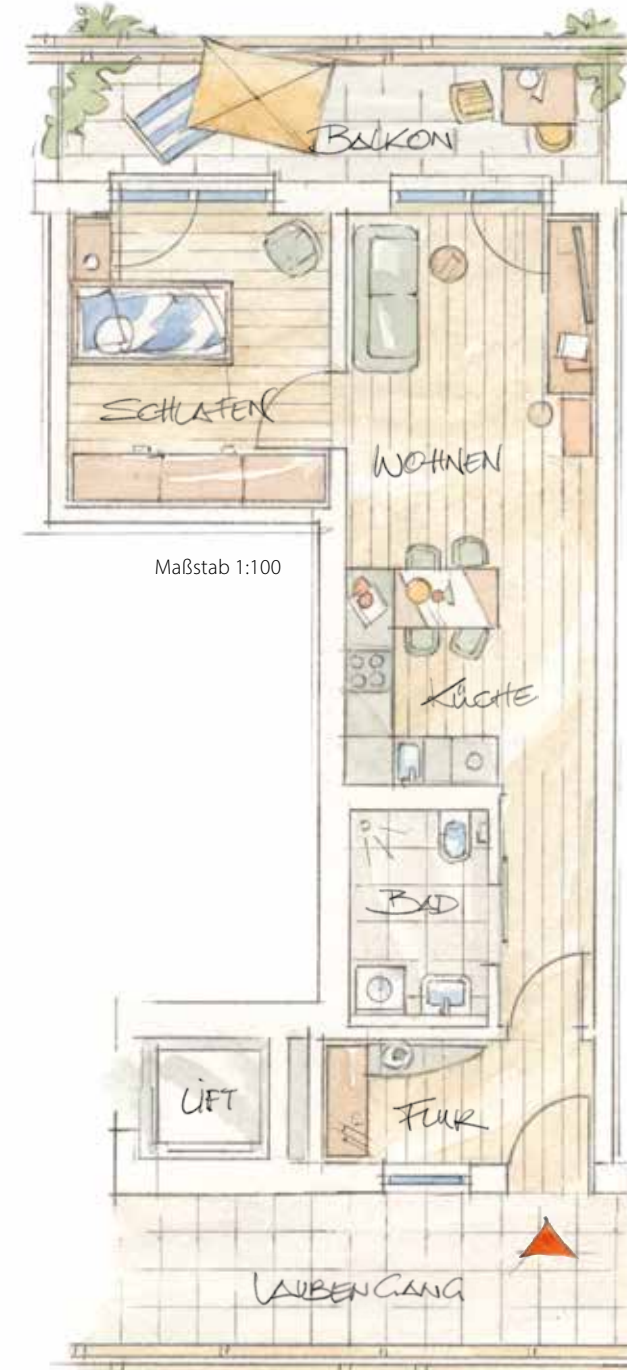 BALKON
SCHLAFEN
WOHNEN
Maßstab 1:100
KÜCHE
BAD
LIFT
FLUR
LAUBENGANG